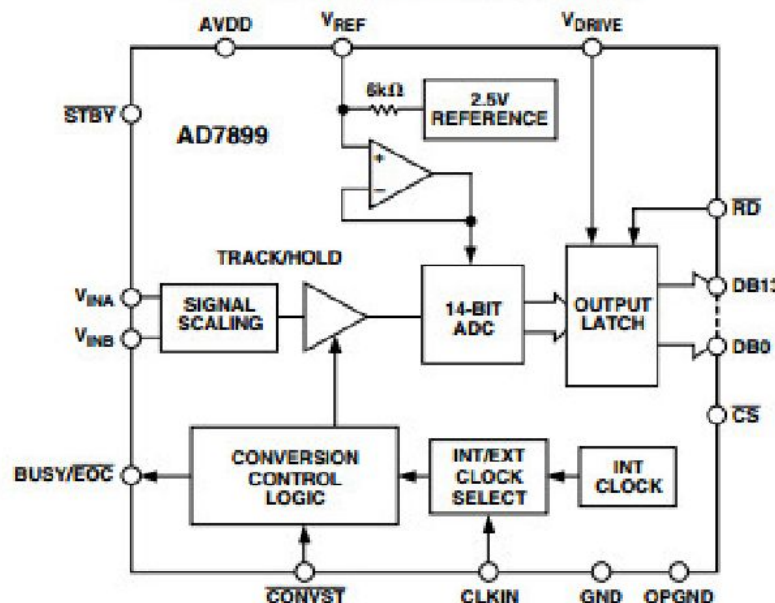 AVDD
VREF
VDRIVE
STBY
AD7899
6kΩ
2.5V
REFERENCE
+
−
RD
TRACK/HOLD
VINA
VINB
SIGNAL
SCALING
14-BIT
ADC
OUTPUT
LATCH
DB13
DB0
CS
BUSY/EOC
CONVERSION
CONTROL
LOGIC
INT/EXT
CLOCK
SELECT
INT
CLOCK
CONVST
CLKIN
GND
OPGND